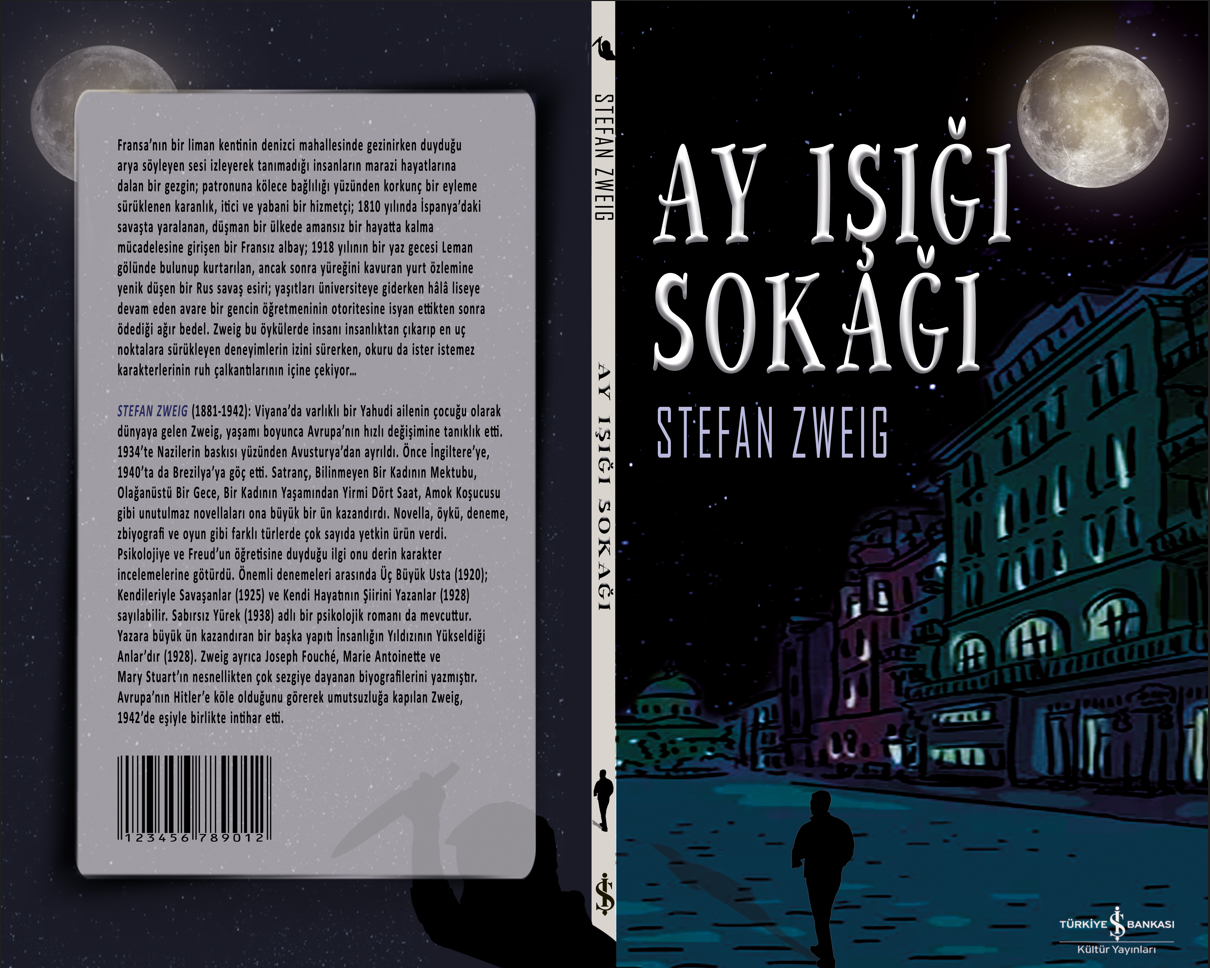 Fransa'nın bir liman kentinin denizci mahallesinde gezinirken duyduğu
arya söyleyen sesi izleyerek tanımadığı insanların marazi hayatlarına
dalan bir gezgin; patronuna kölece bağlılığı yüzünden korkunç bir eyleme
sürüklenen karanlık, itici ve yabani bir hizmetçi; 1810 yılında İspanya'daki
savaşta yaralanan, düşman bir ülkede amansız bir hayatta kalma
mücadelesine girişen bir Fransız albay; 1918 yılının bir yaz gecesi Leman
gölünde bulunup kurtarılan, ancak sonra yüreğini kavuran yurt özlemine
yenik düşen bir Rus savaş esiri; yaşıtları üniversiteye giderken hâlâ liseye
devam eden avare bir gencin öğretmeninin otoritesine isyan ettikten sonra
ödediği ağır bedel. Zweig bu öykülerde insanı insanlıktan çıkarıp en uç
noktalara sürükleyen deneyimlerin izini sürerken, okuru da ister istemez
karakterlerinin ruh çalkantılarının içine çekiyor...
STEFAN ZWEIG (1881-1942): Viyana'da varlıklı bir Yahudi ailenin çocuğu olarak
dünyaya gelen Zweig, yaşamı boyunca Avrupa'nın hızlı değişimine tanıklık etti.
1934'te Nazilerin baskısı yüzünden Avusturya'dan ayrıldı. Önce İngiltere'ye,
1940'ta da Brezilya'ya göç etti. Satranç, Bilinmeyen Bir Kadının Mektubu,
Olağanüstü Bir Gece, Bir Kadının Yaşamından Yirmi Dört Saat, Amok Koşucusu
gibi unutulmaz novellaları ona büyük bir ün kazandırdı. Novella, öykü, deneme,
zbiyografi ve oyun gibi farklı türlerde çok sayıda yetkin ürün verdi.
Psikolojiye ve Freud'un öğretisine duyduğu ilgi onu derin karakter
incelemelerine götürdü. Önemli denemeleri arasında Üç Büyük Usta (1920);
Kendileriyle Savaşanlar (1925) ve Kendi Hayatının Şiirini Yazanlar (1928)
sayılabilir. Sabırsız Yürek (1938) adlı bir psikolojik romanı da mevcuttur.
Yazara büyük ün kazandıran bir başka yapıtı İnsanlığın Yıldızının Yükseldiği
Anlar'dır (1928). Zweig ayrıca Joseph Fouché, Marie Antoinette ve
Mary Stuart'ın nesnellikten çok sezgiye dayanan biyografilerini yazmıştır.
Avrupa'nın Hitler'e köle olduğunu görerek umutsuzluğa kapılan Zweig,
1942'de eşiyle birlikte intihar etti.
123456 789012
STEFAN ZWEIG
AY IŞIĞI SOKAĞI
İŞ
AY IŞIĞI
SOKAĞI
STEFAN ZWEIG
TÜRKİYE İŞ BANKASI
Kültür Yayınları